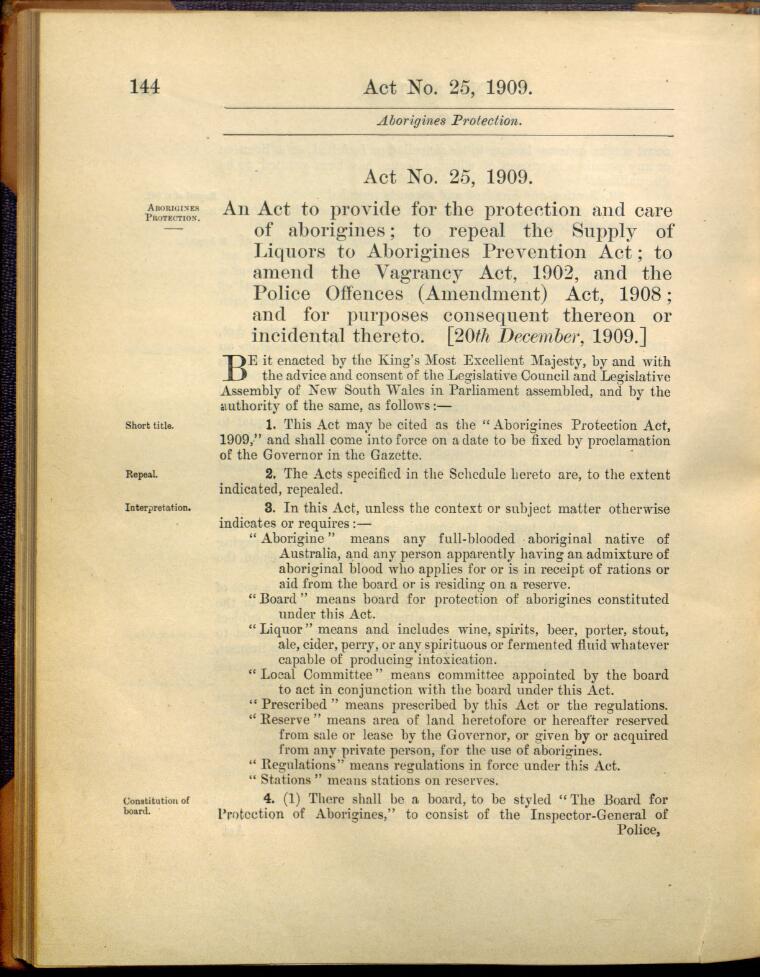 144
Act No. 25, 1909.
Aborigines Protection.
Act No. 25, 1909.
Aborigines
Protection.
An Act to provide for the protection and care
of aborigines; to repeal the Supply of
Liquors to Aborigines Prevention Act; to
amend the Vagrancy Act, 1902, and the
Police Offences (Amendment) Act, 1908;
and for purposes consequent thereon or
incidental thereto. [20th December, 1909.]
BE it enacted by the King's Most Excellent Majesty, by and with
the advice and consent of the Legislative Council and Legislative
Assembly of New South Wales in Parliament assembled, and by the
authority of the same, as follows:—
Short title.
1. This Act may be cited as the "Aborigines Protection Act,
1909," and shall come into force on a date to be fixed by proclamation
of the Governor in the Gazette.
Repeal.
2. The Acts specified in the Schedule hereto are, to the extent
indicated, repealed.
Interpretation.
3. In this Act, unless the context or subject matter otherwise
indicates or requires:—
"Aborigine" means any full-blooded aboriginal native of
Australia, and any person apparently having an admixture of
aboriginal blood who applies for or is in receipt of rations or
aid from the board or is residing on a reserve.
"Board" means board for protection of aborigines constituted
under this Act.
"Liquor" means and includes wine, spirits, beer, porter, stout,
ale, cider, perry, or any spirituous or fermented fluid whatever
capable of producing intoxication.
"Local Committee" means committee appointed by the board
to act in conjunction with the board under this Act.
"Prescribed" means prescribed by this Act or the regulations.
"Reserve" means area of land heretofore or hereafter reserved
from sale or lease by the Governor, or given by or acquired
from any private person, for the use of aborigines.
"Regulations" means regulations in force under this Act.
"Stations" means stations on reserves.
Constitution of
board.
4. (1) There shall be a board, to be styled "The Board for
Protection of Aborigines," to consist of the Inspector-General of
Police,